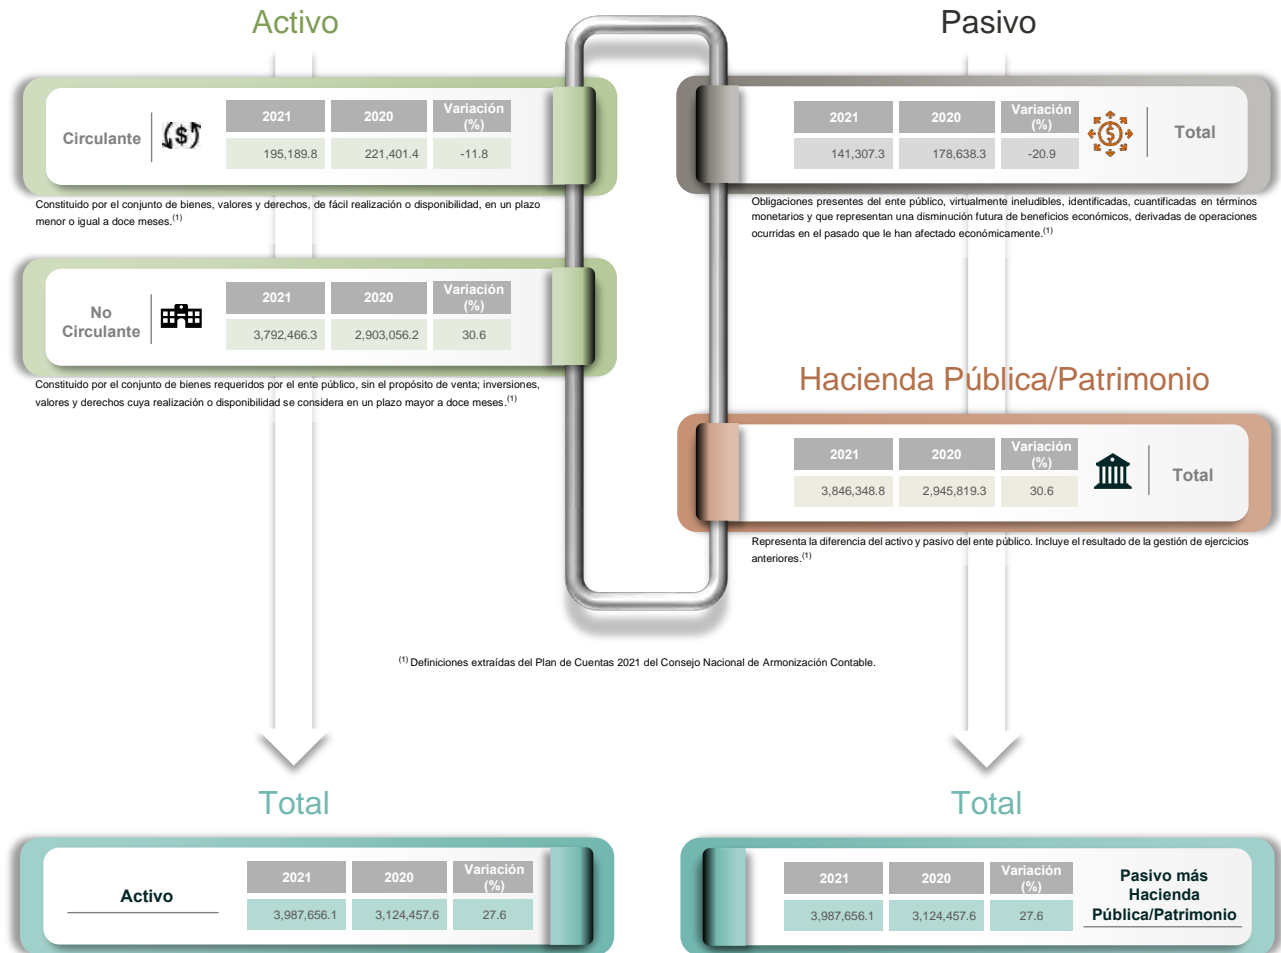 Activo
Circulante
2021 2020 Variación (%)
195,189.8 221,401.4 -11.8
Constituido por el conjunto de bienes, valores y derechos, de fácil realización o disponibilidad, en un plazo
menor o igual a doce meses.(1)
No
Circulante
2021 2020 Variación (%)
3,792,466.3 2,903,056.2 30.6
Constituido por el conjunto de bienes requeridos por el ente público, sin el propósito de venta; inversiones,
valores y derechos cuya realización o disponibilidad se considera en un plazo mayor a doce meses.(1)
Pasivo
2021 2020 Variación (%)
141,307.3 178,638.3 -20.9
Total
Obligaciones presentes del ente público, virtualmente ineludibles, identificadas, cuantificadas en términos
monetarios y que representan una disminución futura de beneficios económicos, derivadas de operaciones
ocurridas en el pasado que le han afectado económicamente.(1)
Hacienda Pública/Patrimonio
2021 2020 Variación (%)
3,846,348.8 2,945,819.3 30.6
Total
Representa la diferencia del activo y pasivo del ente público. Incluye el resultado de la gestión de ejercicios
anteriores.(1)
(1) Definiciones extraídas del Plan de Cuentas 2021 del Consejo Nacional de Armonización Contable.
Total
Activo
2021 2020 Variación (%)
3,987,656.1 3,124,457.6 27.6
Total
2021 2020 Variación (%)
3,987,656.1 3,124,457.6 27.6
Pasivo más
Hacienda
Pública/Patrimonio